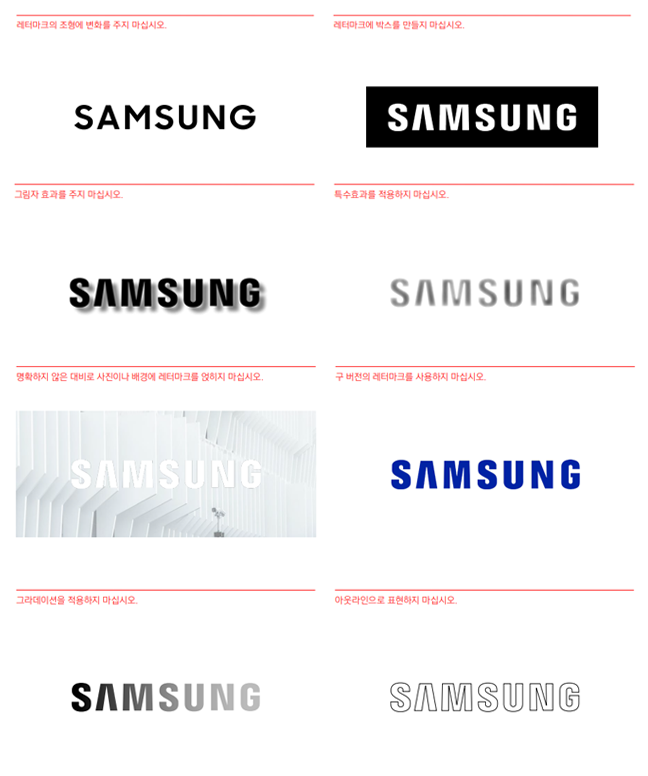 레터마크의 조형에 변화를 주지 마십시오.
레터마크에 박스를 만들지 마십시오.
SAMSUNG
SAMSUNG
그림자 효과를 주지 마십시오.
특수효과를 적용하지 마십시오.
SAMSUNG
SAMSUNG
명확하지 않은 대비로 사진이나 배경에 레터마크를 얹히지 마십시오.
구 버전의 레터마크를 사용하지 마십시오.
SAMSUNG
SAMSUNG
그라데이션을 적용하지 마십시오.
아웃라인으로 표현하지 마십시오.
SAMSUNG
SAMSUNG